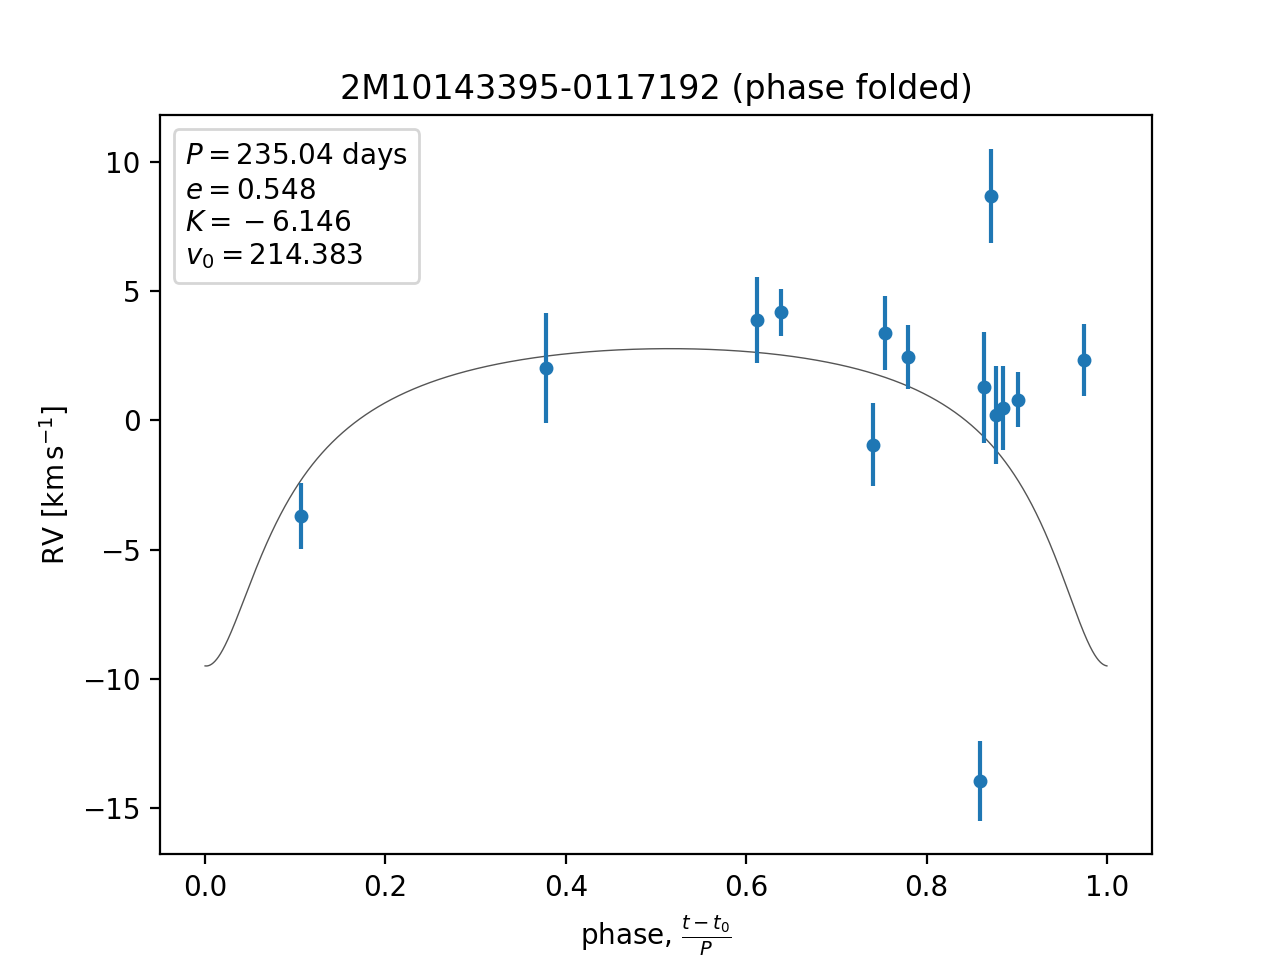 2M10143395-0117192 (phase folded)
P = 235.04 days
e = 0.548
K = −6.146
v₀ = 214.383
10
5
0
−5
−10
−15
RV [km s⁻¹]
0.0 0.2 0.4 0.6 0.8 1.0
phase, (t − t₀)/P